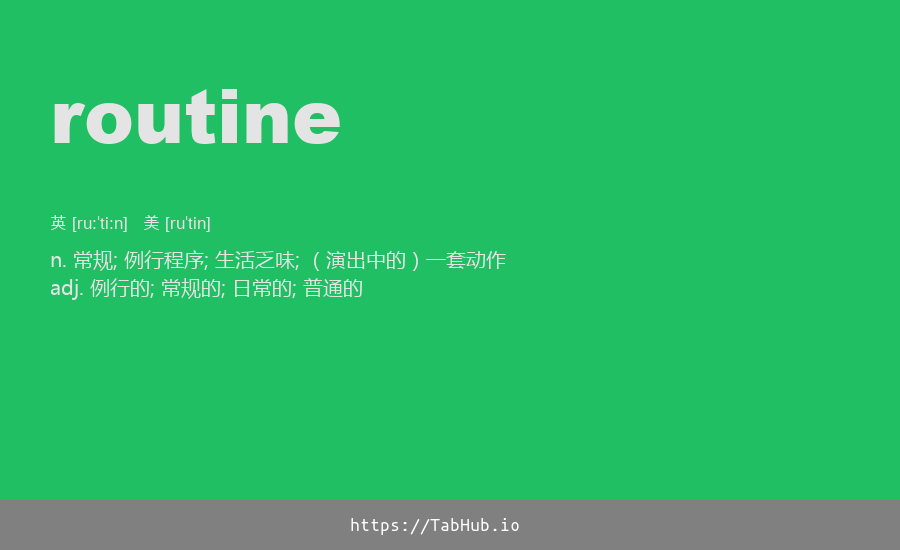 routine
英 [ru:'ti:n] 美 [ru'tin]
n. 常规; 例行程序; 生活乏味; （演出中的）一套动作
adj. 例行的; 常规的; 日常的; 普通的
https://TabHub.io